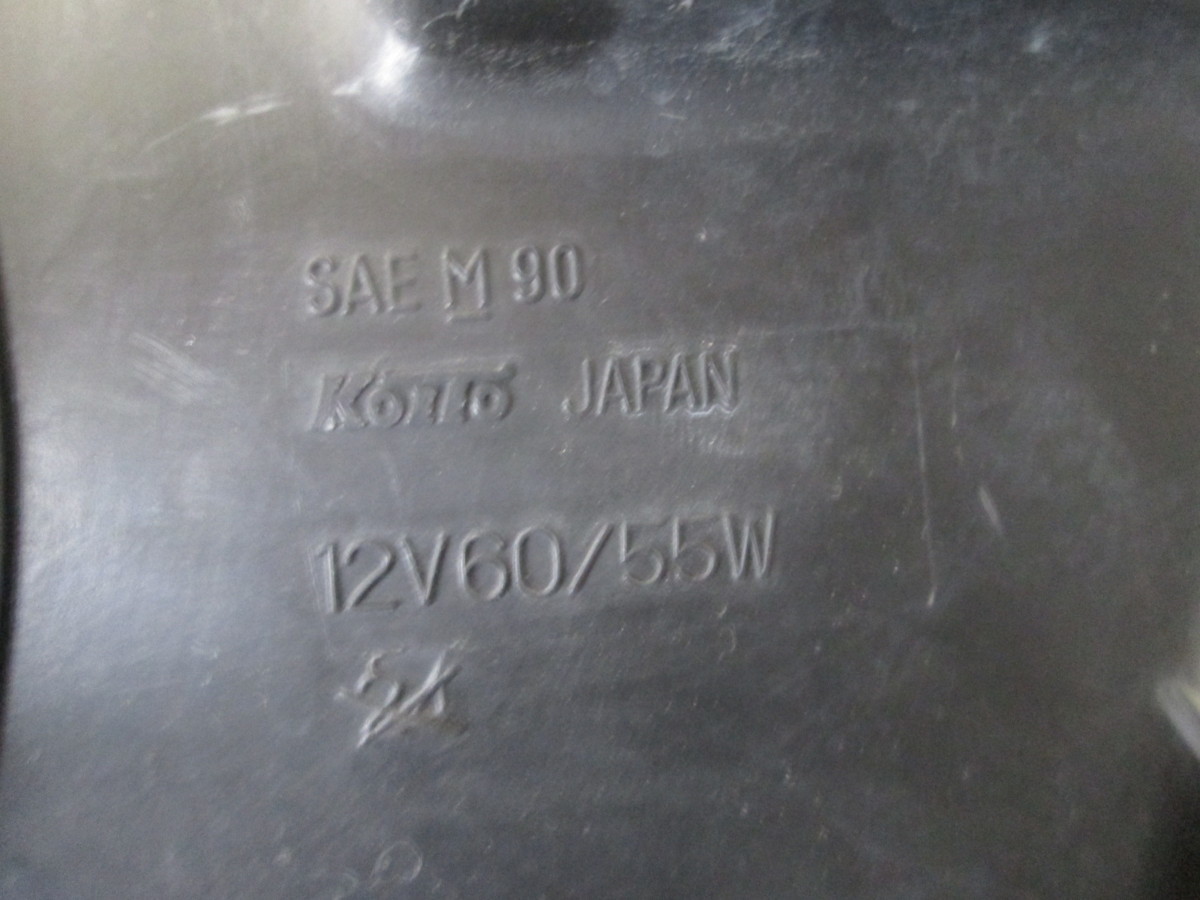 SAE M 90
KOITO JAPAN
12V60/55W